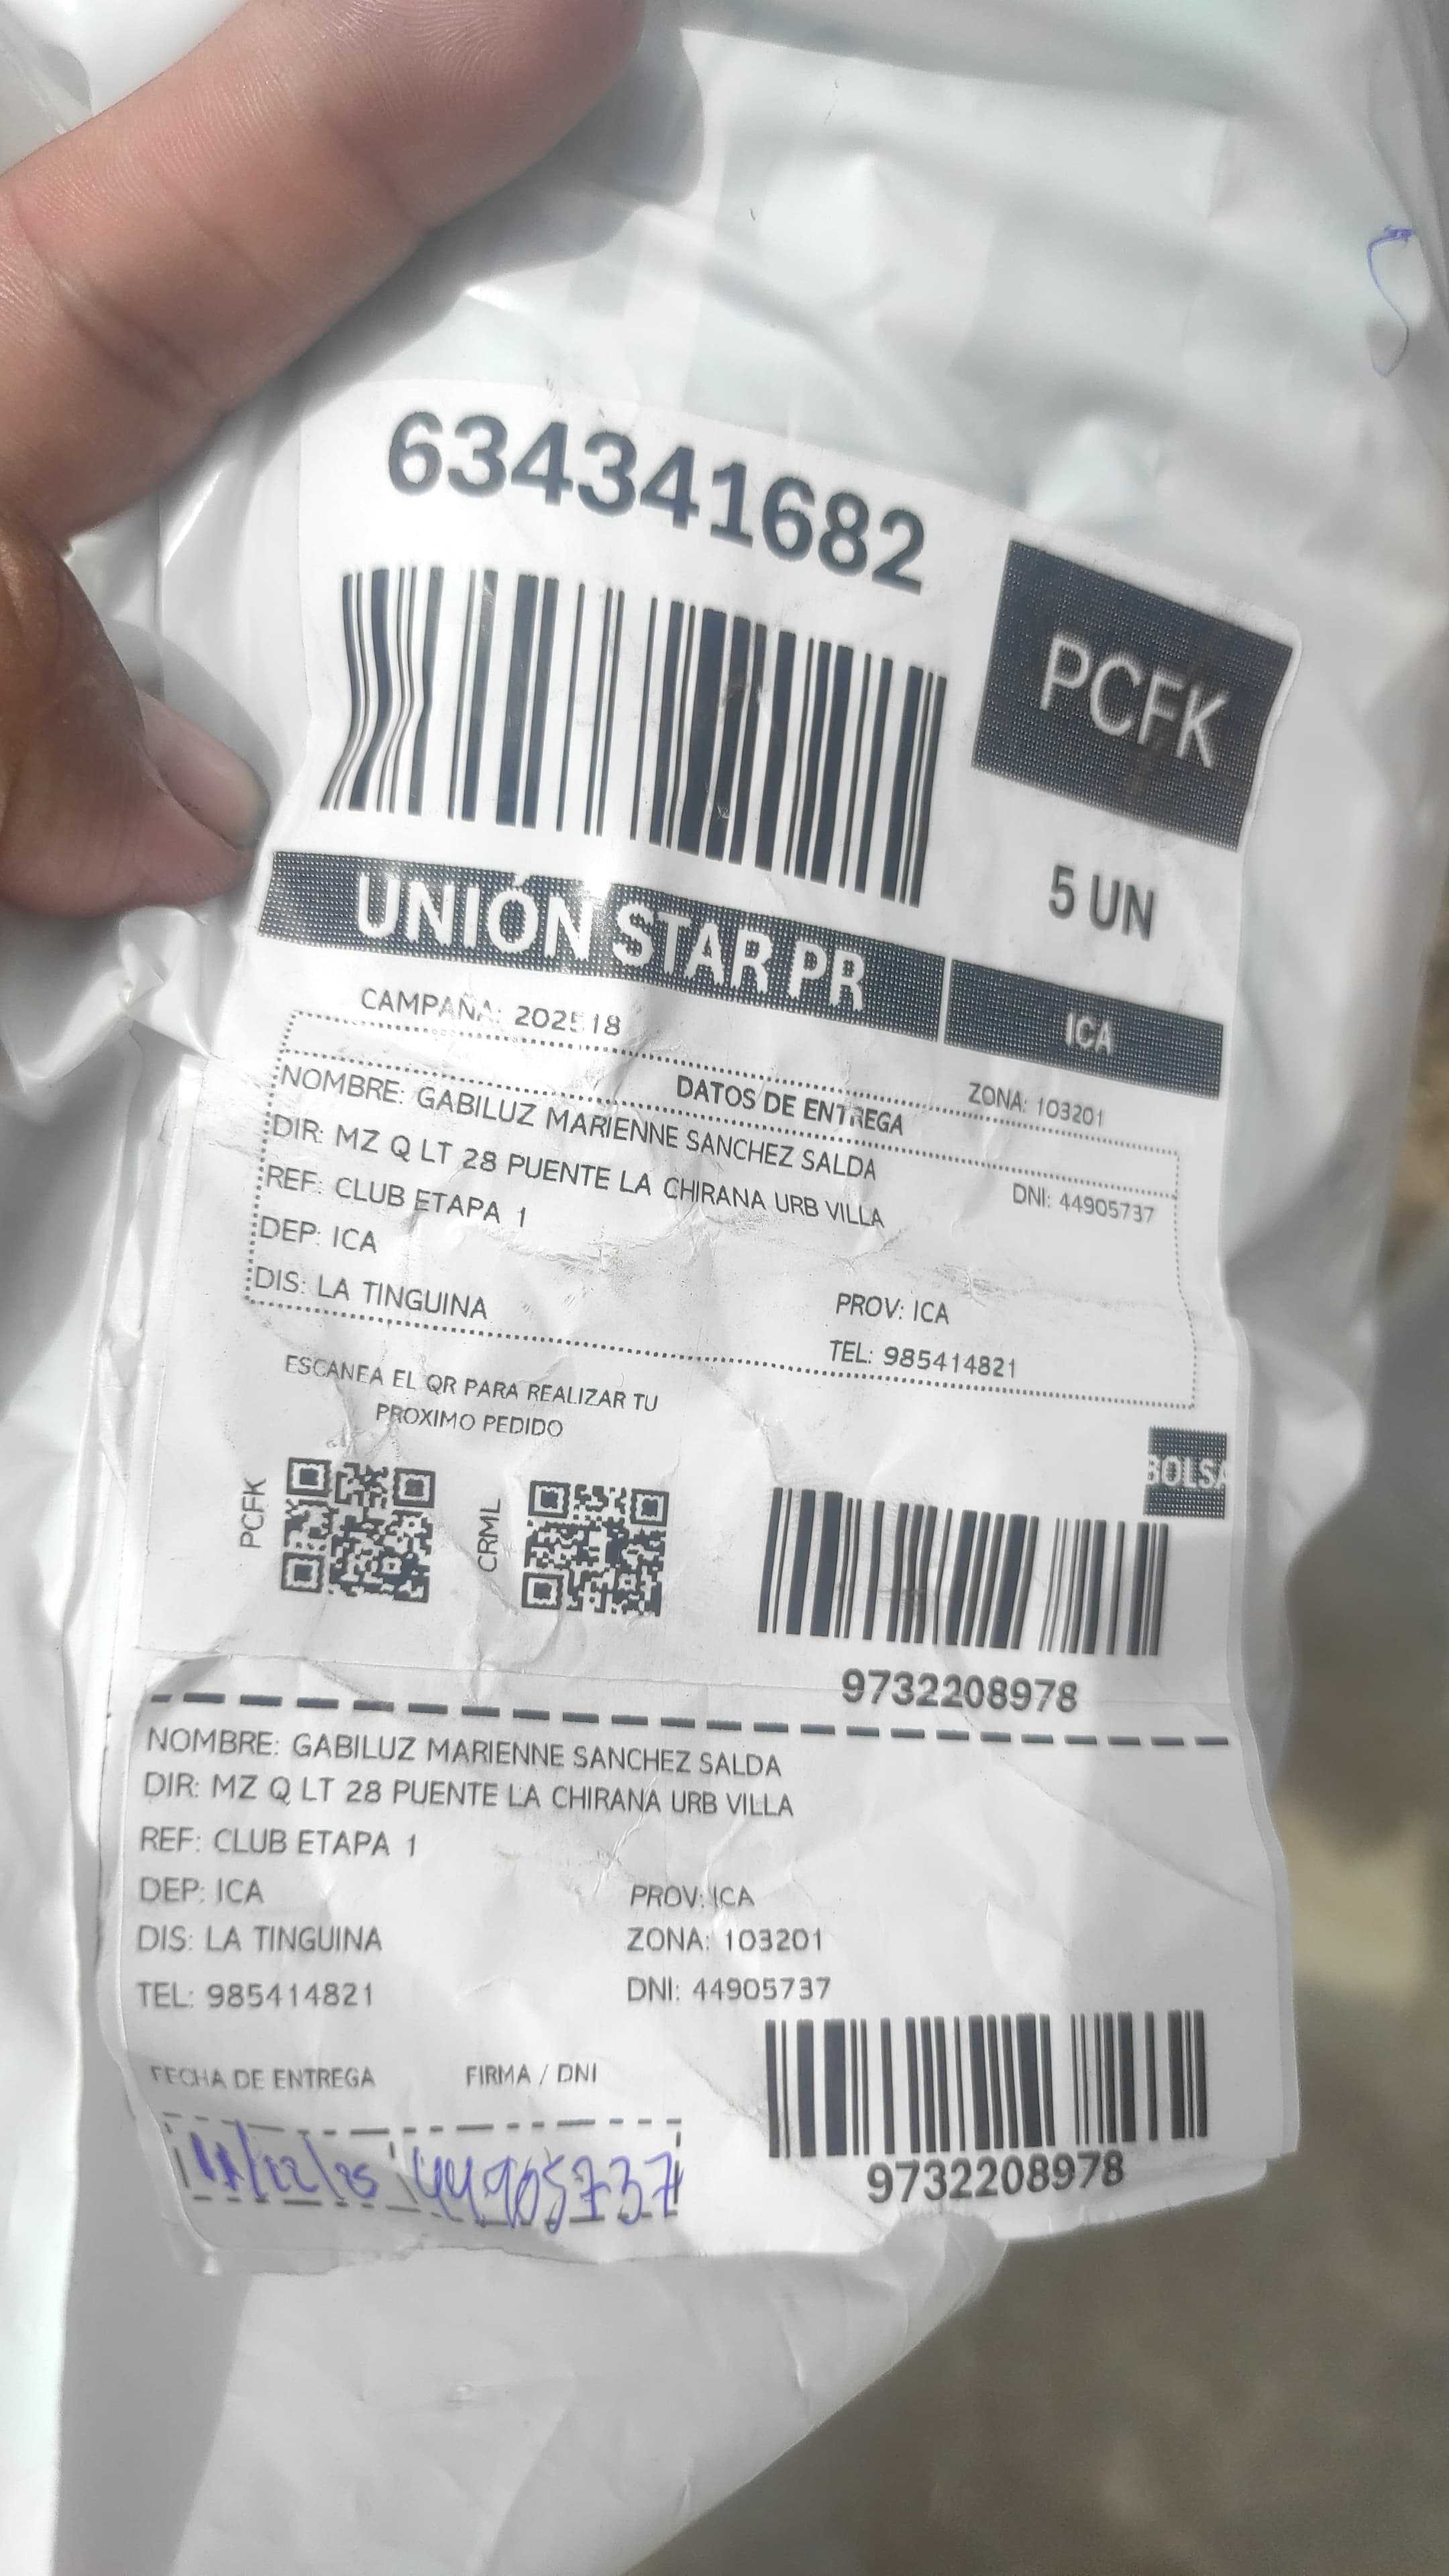 634341682
PCFK
5 UN
UNIÓN STAR PR
ICA
CAMPAÑA: 202518
ZONA: 103201
DATOS DE ENTREGA
NOMBRE: GABILUZ MARIENNE SANCHEZ SALDA
DNI: 44905737
DIR: MZ Q LT 28 PUENTE LA CHIRANA URB VILLA
REF: CLUB ETAPA 1
DEP: ICA
PROV: ICA
DIS: LA TINGUINA
TEL: 985414821
ESCANEA EL QR PARA REALIZAR TU
PROXIMO PEDIDO
BOLSA
PCFK
CRML
9732208978
NOMBRE: GABILUZ MARIENNE SANCHEZ SALDA
DIR: MZ Q LT 28 PUENTE LA CHIRANA URB VILLA
REF: CLUB ETAPA 1
DEP: ICA
PROV: ICA
DIS: LA TINGUINA
ZONA: 103201
TEL: 985414821
DNI: 44905737
FECHA DE ENTREGA
FIRMA / DNI
11/12/25
44905737
9732208978